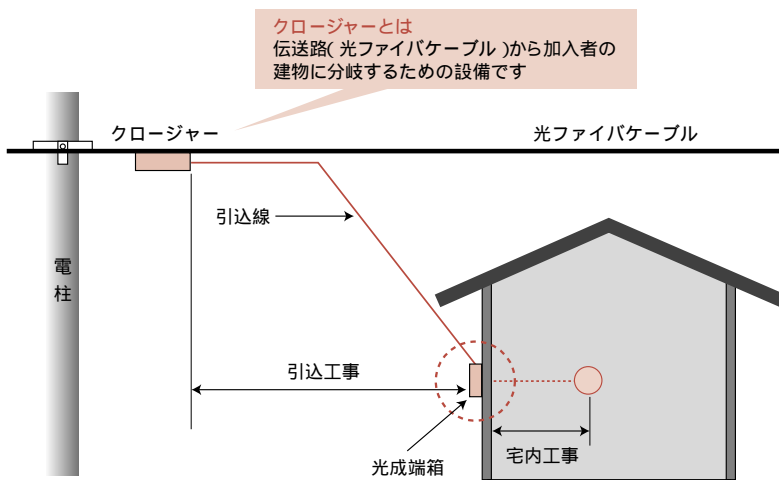 クロージャーとは
伝送路(光ファイバケーブル)から加入者の
建物に分岐するための設備です
クロージャー
光ファイバケーブル
引込線
電柱
引込工事
宅内工事
光成端箱